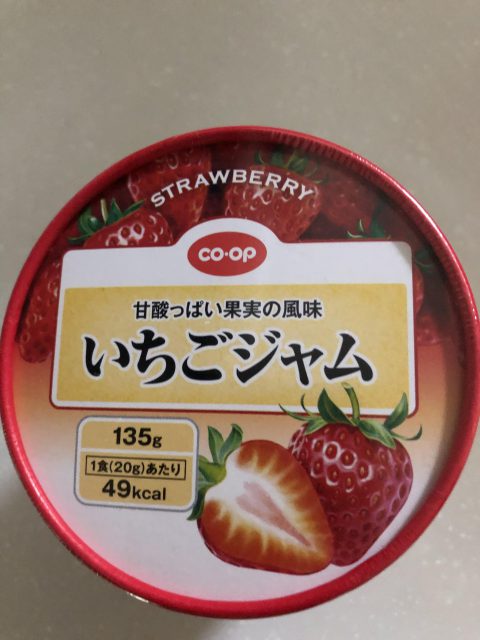 STRAWBERRY
CO·OP
甘酸っぱい果実の風味
いちごジャム
135g
1食(20g)あたり
49kcal